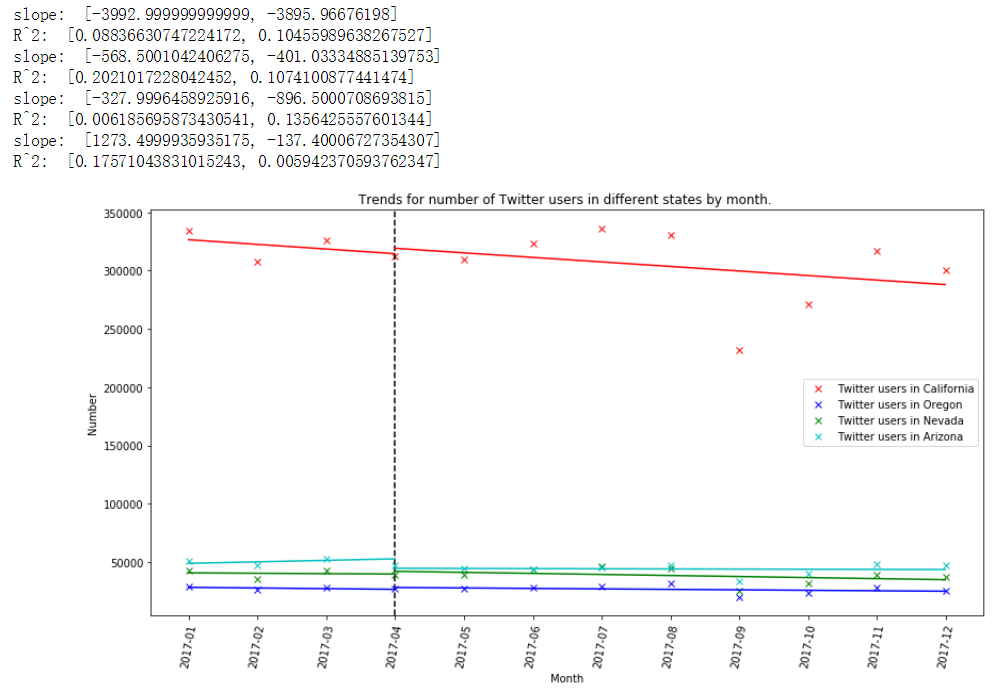 slope:  [-3992.999999999999, -3895.96676198]
R^2:  [0.08836630747224172, 0.10455989638267527]
slope:  [-568.5001042406275, -401.03334885139753]
R^2:  [0.2021017228042452, 0.1074100877441474]
slope:  [-327.9996458925916, -896.5000708693815]
R^2:  [0.006185695873430541, 0.1356425557601344]
slope:  [1273.4999935935175, -137.40006727354307]
R^2:  [0.17571043831015243, 0.005942370593762347]
Trends for number of Twitter users in different states by month.
350000
300000
250000
200000
150000
100000
50000
Number
Twitter users in California
Twitter users in Oregon
Twitter users in Nevada
Twitter users in Arizona
2017-01
2017-02
2017-03
2017-04
2017-05
2017-06
2017-07
2017-08
2017-09
2017-10
2017-11
2017-12
Month